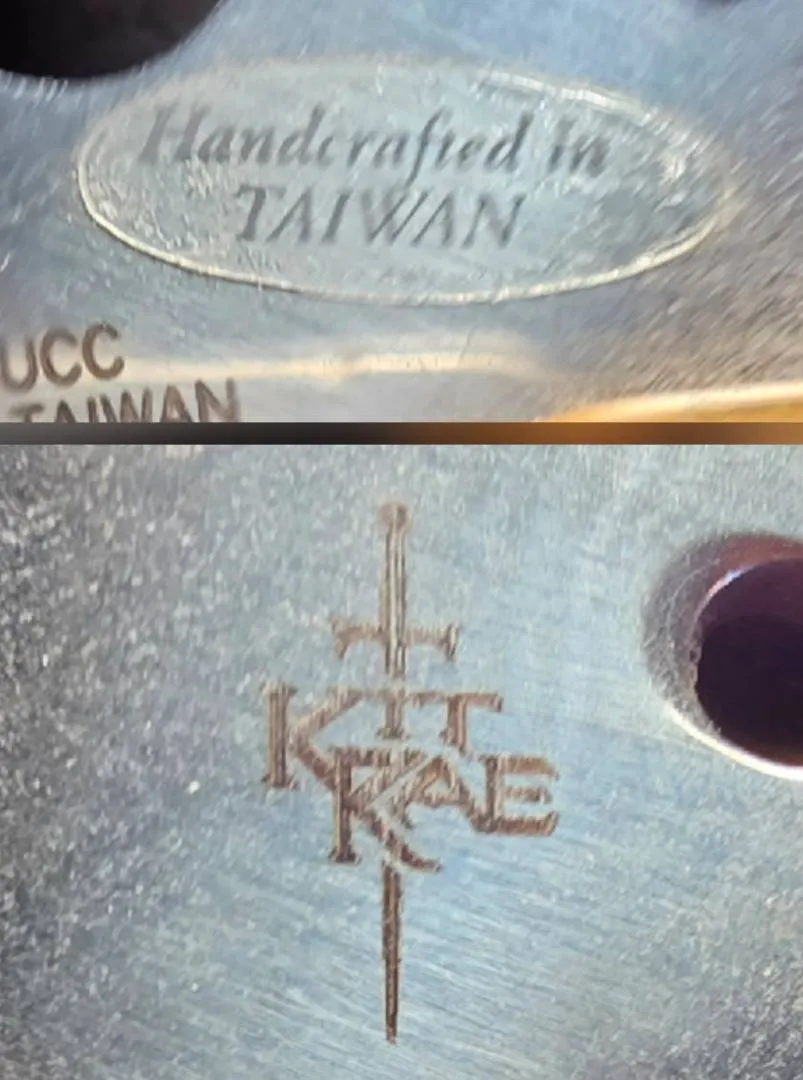 Handcrafted in
TAIWAN
UCC
TAIWAN
KIT
RAE